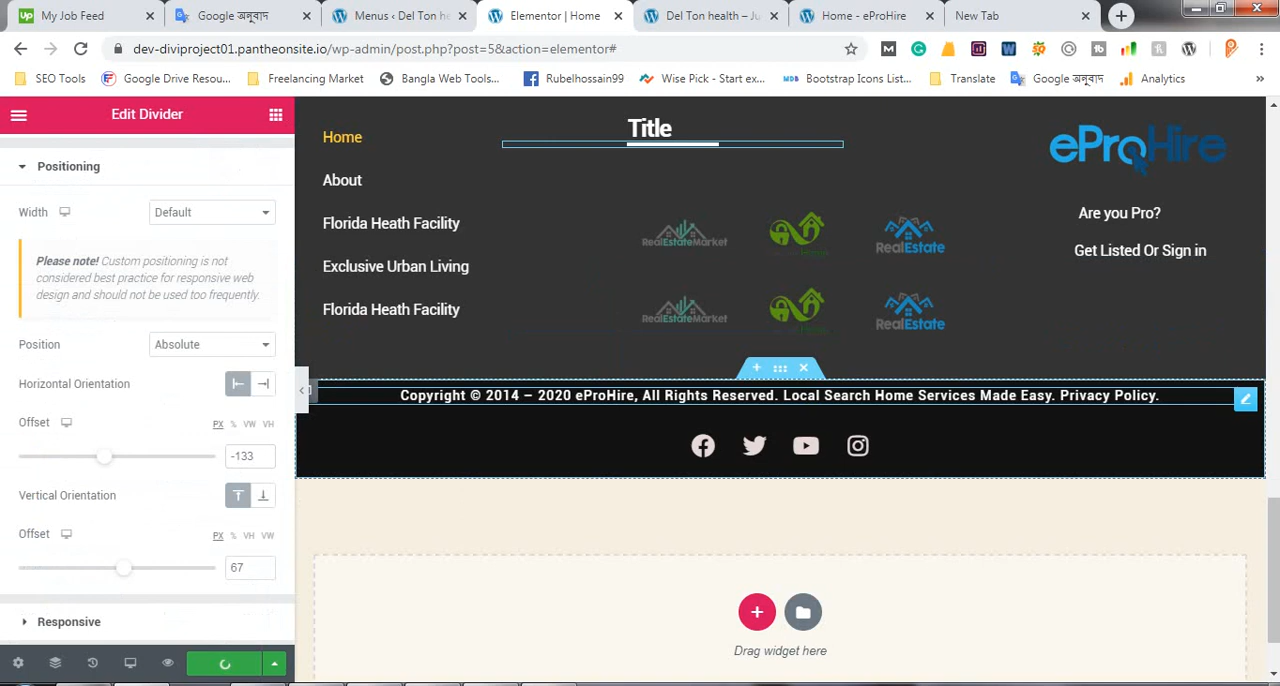 My Job Feed
Google অনুবাদ
Menus ‹ Del Ton he
Elementor | Home
Del Ton health – Ju
Home - eProHire
New Tab
dev-diviproject01.pantheonsite.io/wp-admin/post.php?post=5&action=elementor#
SEO Tools
Google Drive Resou...
Freelancing Market
Bangla Web Tools...
Rubelhossain99
Wise Pick - Start ex...
Bootstrap Icons List...
Translate
Google অনুবাদ
Analytics
»
Edit Divider
Positioning
Width
Default
Please note! Custom positioning is not
considered best practice for responsive web
design and should not be used too frequently.
Position
Absolute
Horizontal Orientation
Offset
PX % VW VH
-133
Vertical Orientation
Offset
PX % VH VW
67
Responsive
Home
About
Florida Heath Facility
Exclusive Urban Living
Florida Heath Facility
Title
RealEstateMarket
RealEstate
RealEstateMarket
RealEstate
eProHire
Are you Pro?
Get Listed Or Sign in
Copyright © 2014 – 2020 eProHire, All Rights Reserved. Local Search Home Services Made Easy. Privacy Policy.
Drag widget here